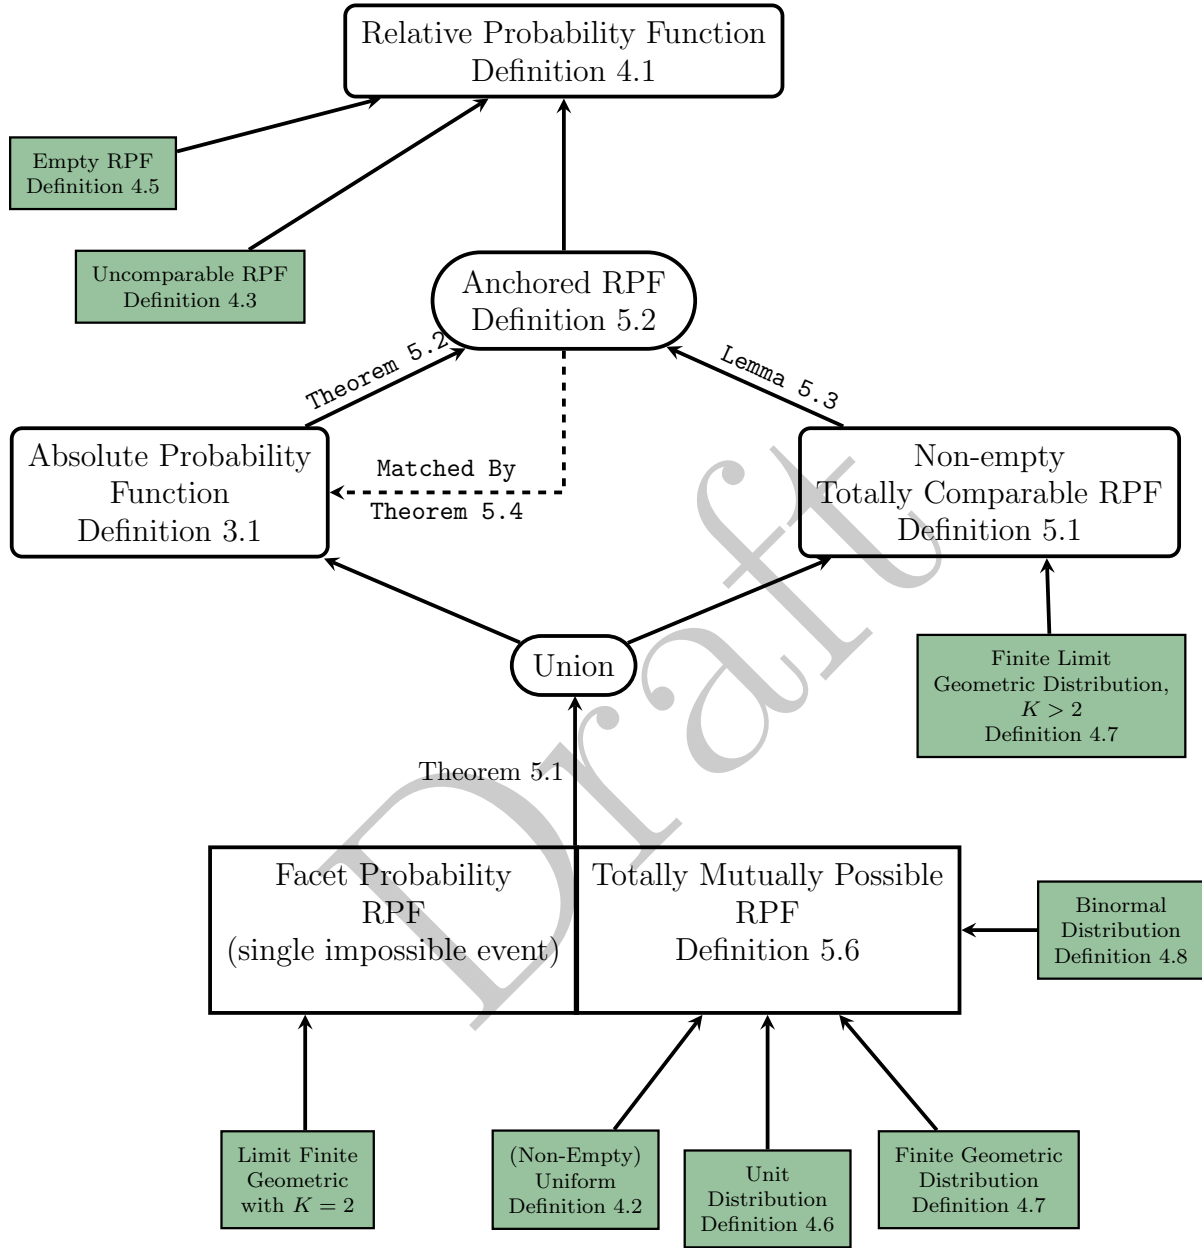 Relative Probability Function
Definition 4.1
Empty RPF
Definition 4.5
Uncomparable RPF
Definition 4.3
Anchored RPF
Definition 5.2
Theorem 5.2
Lemma 5.3
Absolute Probability
Function
Definition 3.1
Matched By
Theorem 5.4
Non-empty
Totally Comparable RPF
Definition 5.1
Union
Finite Limit
Geometric Distribution,
K > 2
Definition 4.7
Theorem 5.1
Facet Probability
RPF
(single impossible event)
Totally Mutually Possible
RPF
Definition 5.6
Binormal
Distribution
Definition 4.8
Limit Finite
Geometric
with K = 2
(Non-Empty)
Uniform
Definition 4.2
Unit
Distribution
Definition 4.6
Finite Geometric
Distribution
Definition 4.7
Draft